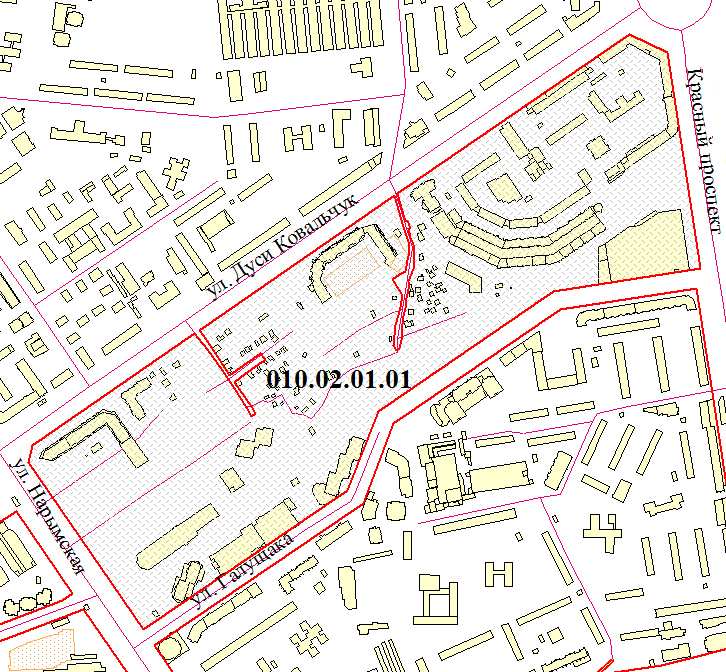 Красный проспект
ул. Дуси Ковальчук
010.02.01.01
ул. Нарымская
ул. Галущака